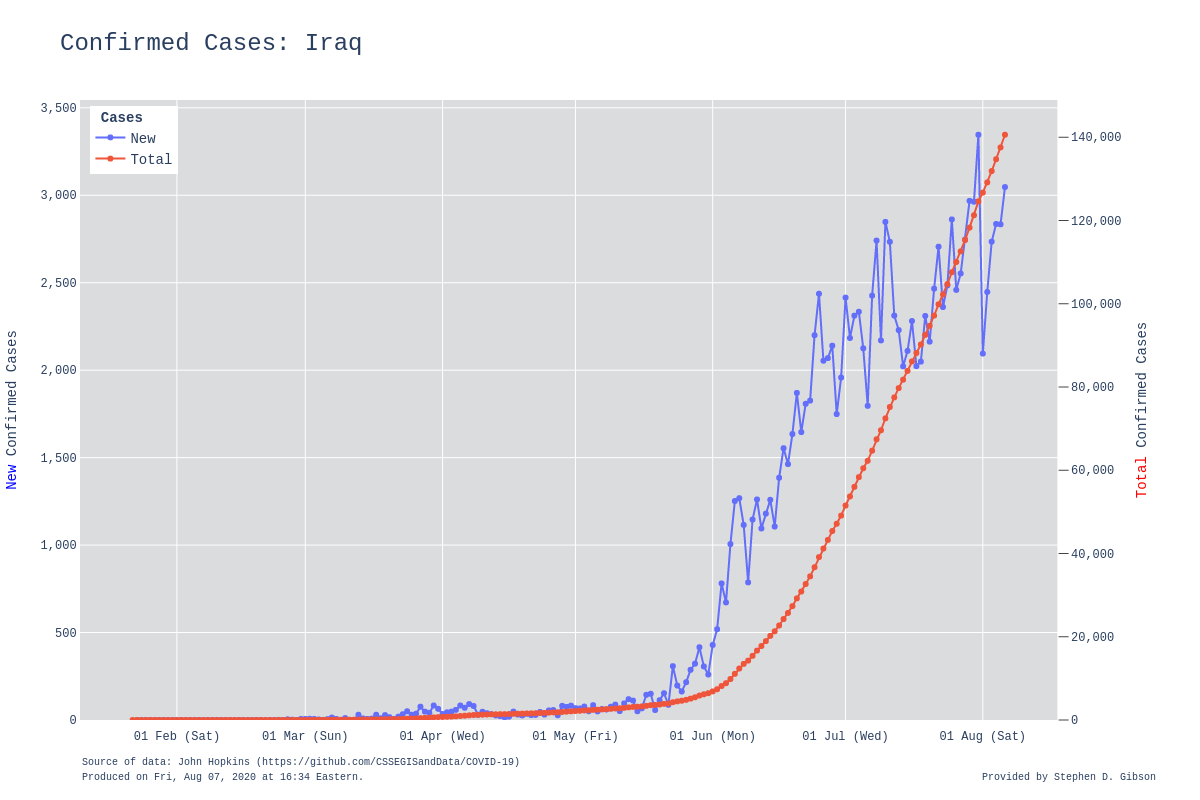 Confirmed Cases: Iraq
Cases
New
Total
3,500
3,000
2,500
2,000
1,500
1,000
500
0
140,000
120,000
100,000
80,000
60,000
40,000
20,000
0
New Confirmed Cases
Total Confirmed Cases
01 Feb (Sat)
01 Mar (Sun)
01 Apr (Wed)
01 May (Fri)
01 Jun (Mon)
01 Jul (Wed)
01 Aug (Sat)
Source of data: John Hopkins (https://github.com/CSSEGISandData/COVID-19)
Produced on Fri, Aug 07, 2020 at 16:34 Eastern.
Provided by Stephen D. Gibson